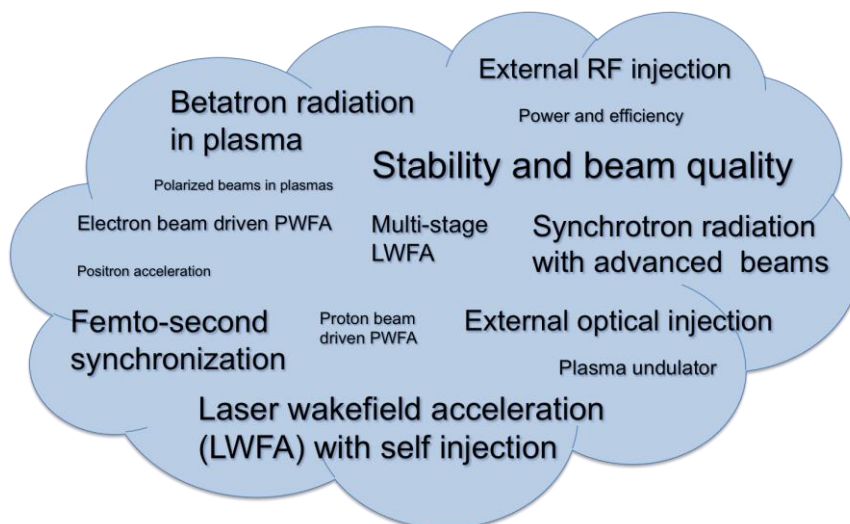 External RF injection
Betatron radiation
in plasma
Power and efficiency
Stability and beam quality
Polarized beams in plasmas
Electron beam driven PWFA
Multi-stage
LWFA
Synchrotron radiation
with advanced beams
Positron acceleration
Femto-second
synchronization
Proton beam
driven PWFA
External optical injection
Plasma undulator
Laser wakefield acceleration
(LWFA) with self injection